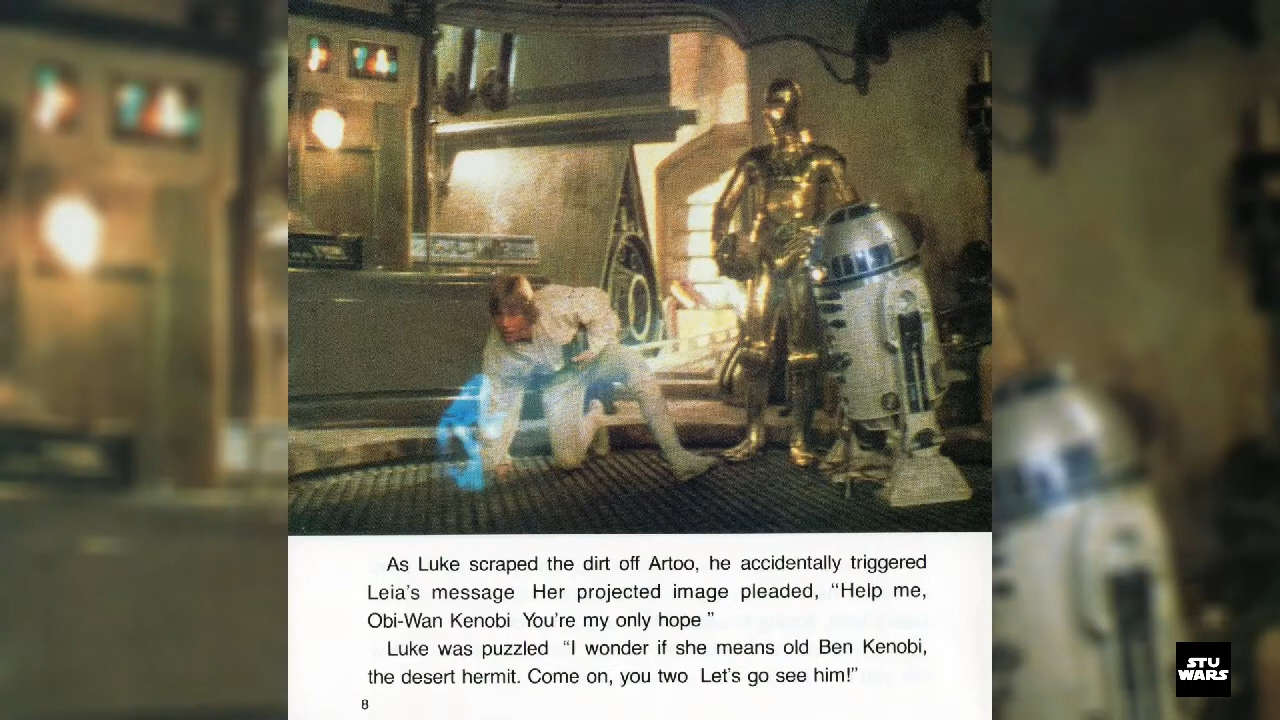 As Luke scraped the dirt off Artoo, he accidentally triggered
Leia's message Her projected image pleaded, “Help me,
Obi-Wan Kenobi You're my only hope ”
Luke was puzzled “I wonder if she means old Ben Kenobi,
the desert hermit. Come on, you two Let's go see him!”
8
STU
WARS